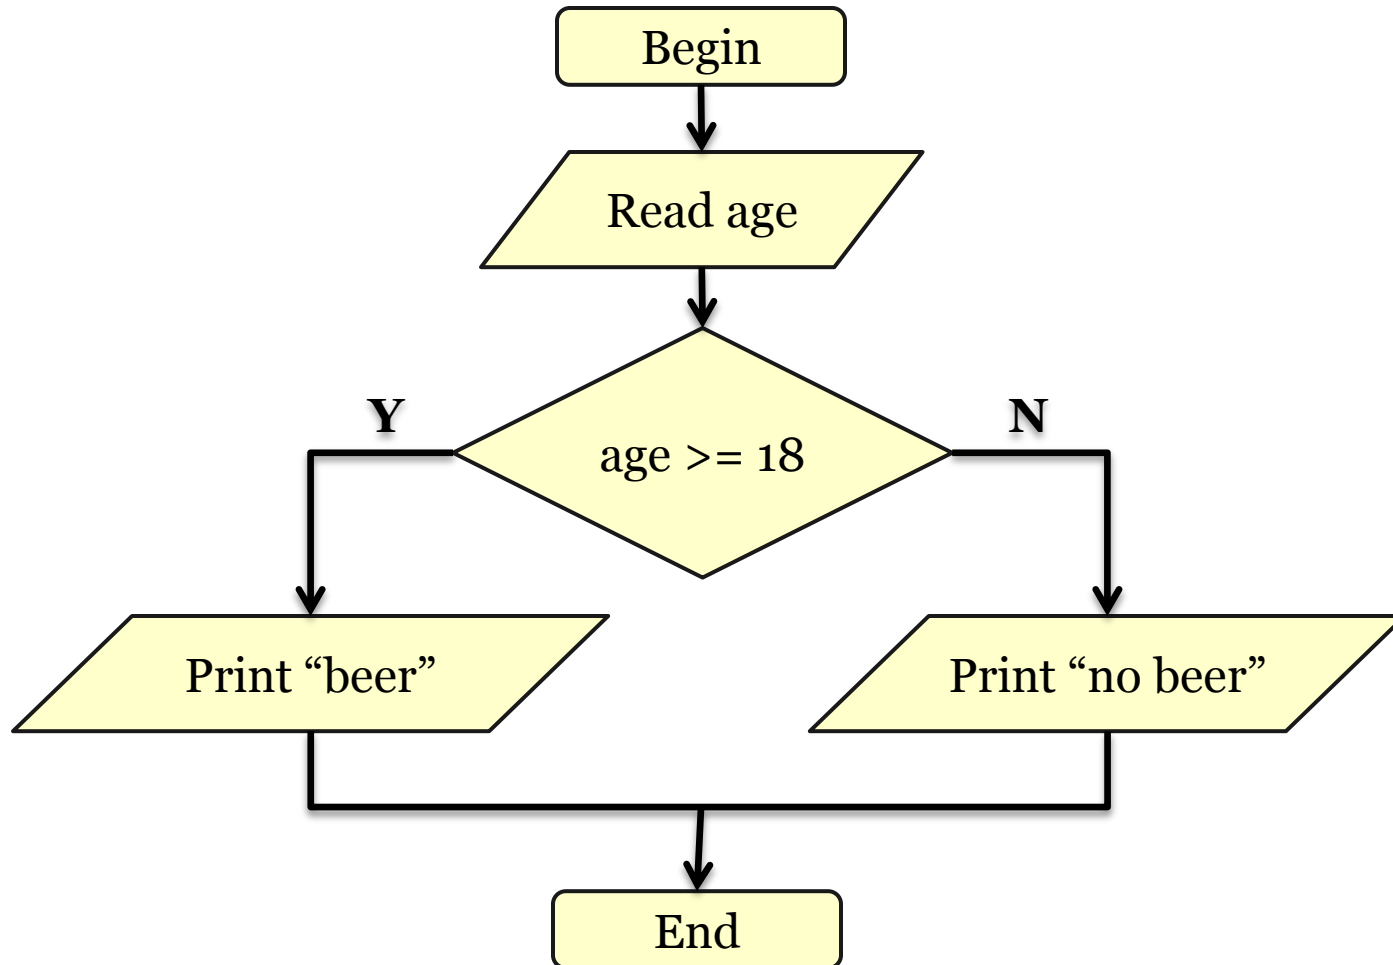 Begin
Read age
Y
N
age >= 18
Print “beer”
Print “no beer”
End